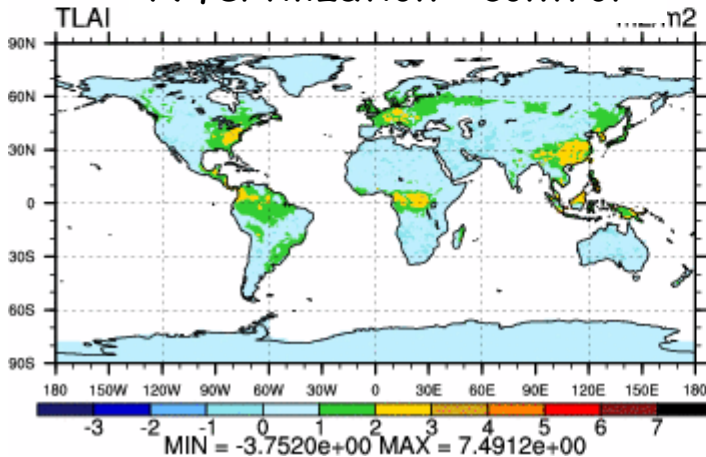 TLAI
90N
60N
30N
0
30S
60S
90S
180 150W 120W 90W 60W 30W 0 30E 60E 90E 120E 150E 180
-3 -2 -1 0 1 2 3 4 5 6 7
MIN = -3.7520e+00 MAX = 7.4912e+00